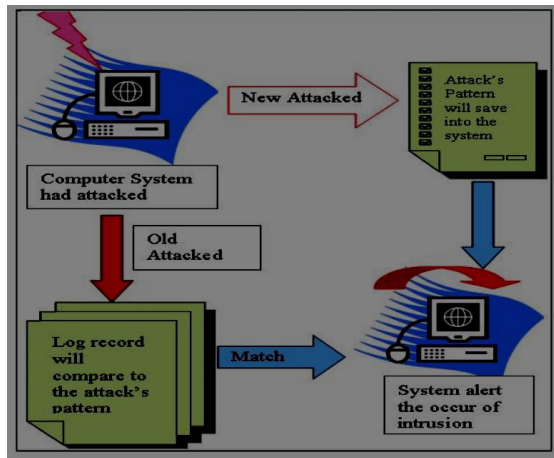 New Attacked
Attack's
Pattern
will save
into the
system
Computer System
had attacked
Old
Attacked
Log record
will
compare to
the attack's
pattern
Match
System alert
the occur of
intrusion